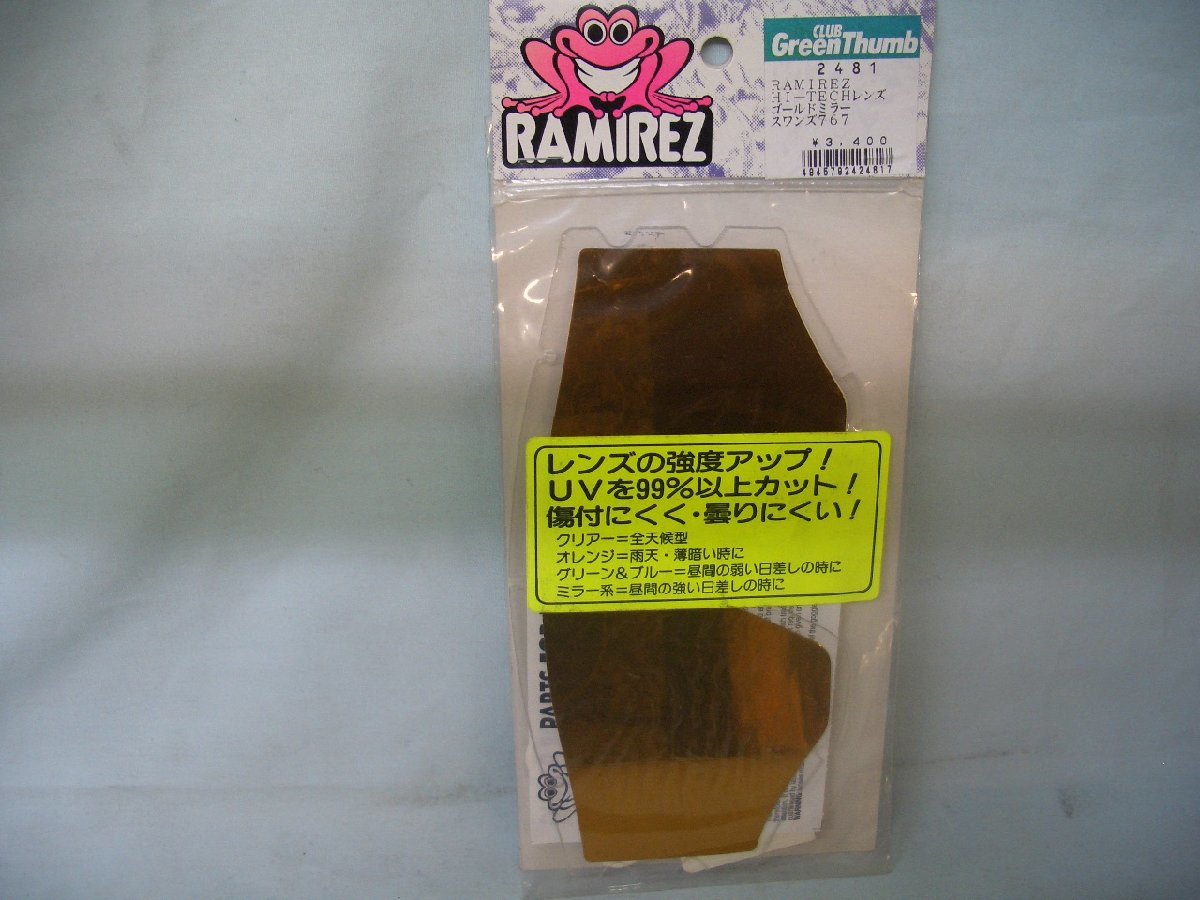 RAMIREZ
CLUB
GreenThumb
2481
RAMIREZ
HI-TECHレンズ
ゴールドミラー
スワンズ767
¥3,400
4945792424817
レンズの強度アップ!
UVを99%以上カット!
傷付にくく・曇りにくい!
クリアー=全天候型
オレンジ=雨天・薄暗い時に
グリーン&ブルー=昼間の弱い日差しの時に
ミラー系=昼間の強い日差しの時に
PARTS FOR
WARNING